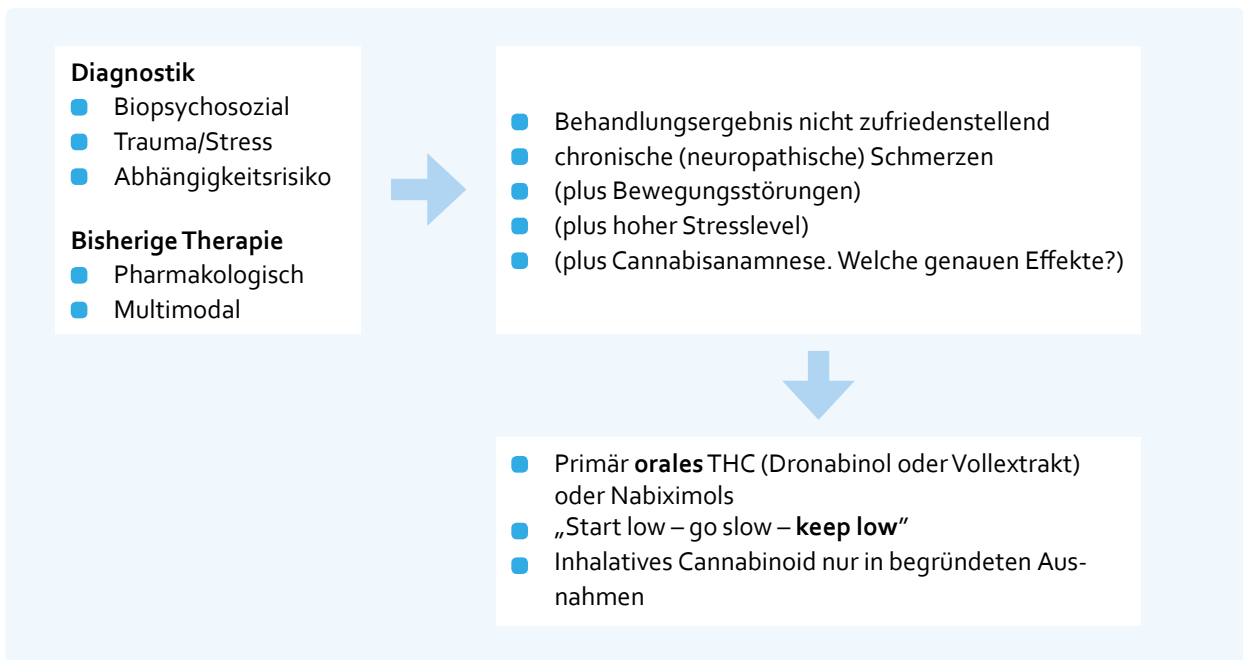 Diagnostik
Biopsychosozial
Trauma/Stress
Abhängigkeitsrisiko
Bisherige Therapie
Pharmakologisch
Multimodal
Behandlungsergebnis nicht zufriedenstellend
chronische (neuropathische) Schmerzen
(plus Bewegungsstörungen)
(plus hoher Stresslevel)
(plus Cannabisanamnese. Welche genauen Effekte?)
Primär orales THC (Dronabinol oder Vollextrakt)
oder Nabiximols
„Start low – go slow – keep low“
Inhalatives Cannabinoid nur in begründeten Aus-
nahmen